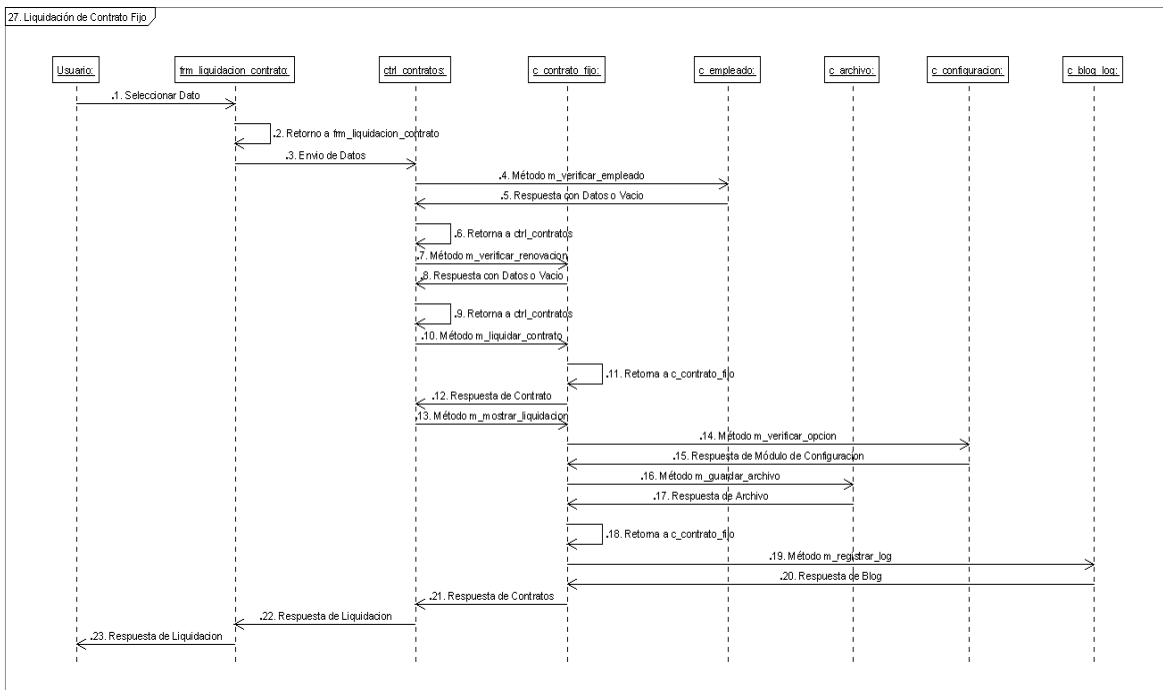 27. Liquidación de Contrato Fijo
Usuario:
frm_liquidacion_contrato:
ctrl_contratos:
c_contrato_fijo:
c_empleado:
c_archivo:
c_configuracion:
c_blog_log:
.1. Seleccionar Dato
.2. Retorno a frm_liquidacion_contrato
.3. Envio de Datos
.4. Método m_verificar_empleado
.5. Respuesta con Datos o Vacio
.6. Retorna a ctrl_contratos
.7. Método m_verificar_renovacion
.8. Respuesta con Datos o Vacio
.9. Retorna a ctrl_contratos
.10. Método m_liquidar_contrato
.11. Retorna a c_contrato_fijo
.12. Respuesta de Contrato
.13. Método m_mostrar_liquidacion
.14. Método m_verificar_opcion
.15. Respuesta de Módulo de Configuracion
.16. Método m_guardar_archivo
.17. Respuesta de Archivo
.18. Retorna a c_contrato_fijo
.19. Método m_registrar_log
.20. Respuesta de Blog
.21. Respuesta de Contratos
.22. Respuesta de Liquidacion
.23. Respuesta de Liquidacion